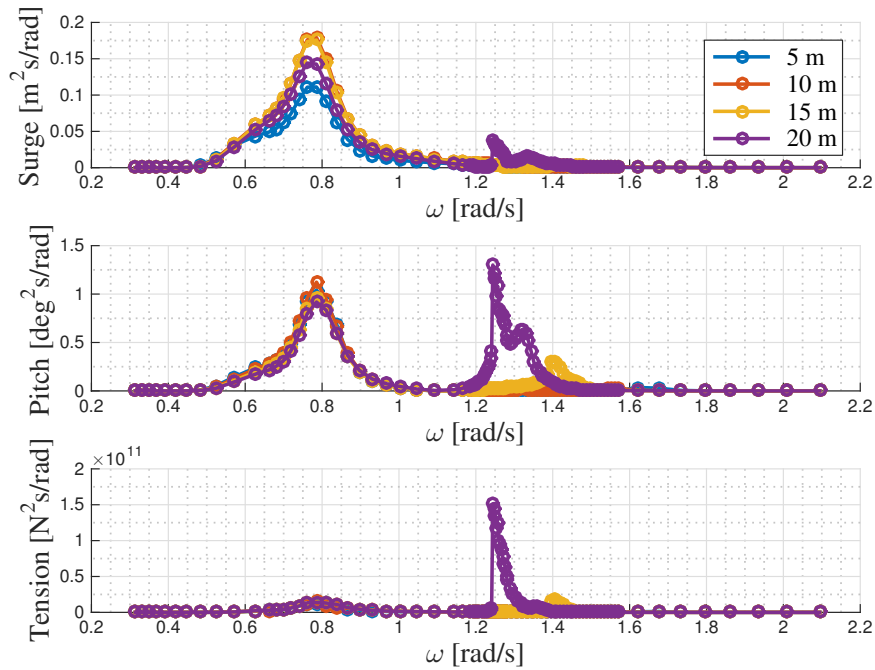 0.2
0.15
0.1
0.05
0
Surge [m²s/rad]
5 m
10 m
15 m
20 m
0.2 0.4 0.6 0.8 1 1.2 1.4 1.6 1.8 2 2.2
ω [rad/s]
1.5
1
0.5
0
Pitch [deg²s/rad]
0.2 0.4 0.6 0.8 1 1.2 1.4 1.6 1.8 2 2.2
ω [rad/s]
×10¹¹
2
1.5
1
0.5
0
Tension [N²s/rad]
0.2 0.4 0.6 0.8 1 1.2 1.4 1.6 1.8 2 2.2
ω [rad/s]